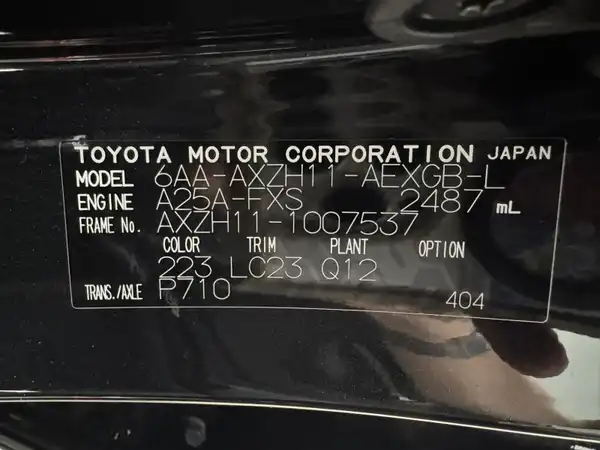 TOYOTA MOTOR CORPORATION JAPAN
MODEL 6AA-AXZH11-AEXGB-L
ENGINE A25A-FXS 2487 mL
FRAME No. AXZH11-1007537
COLOR TRIM PLANT OPTION
223 LC23 Q12
TRANS./AXLE P710 404